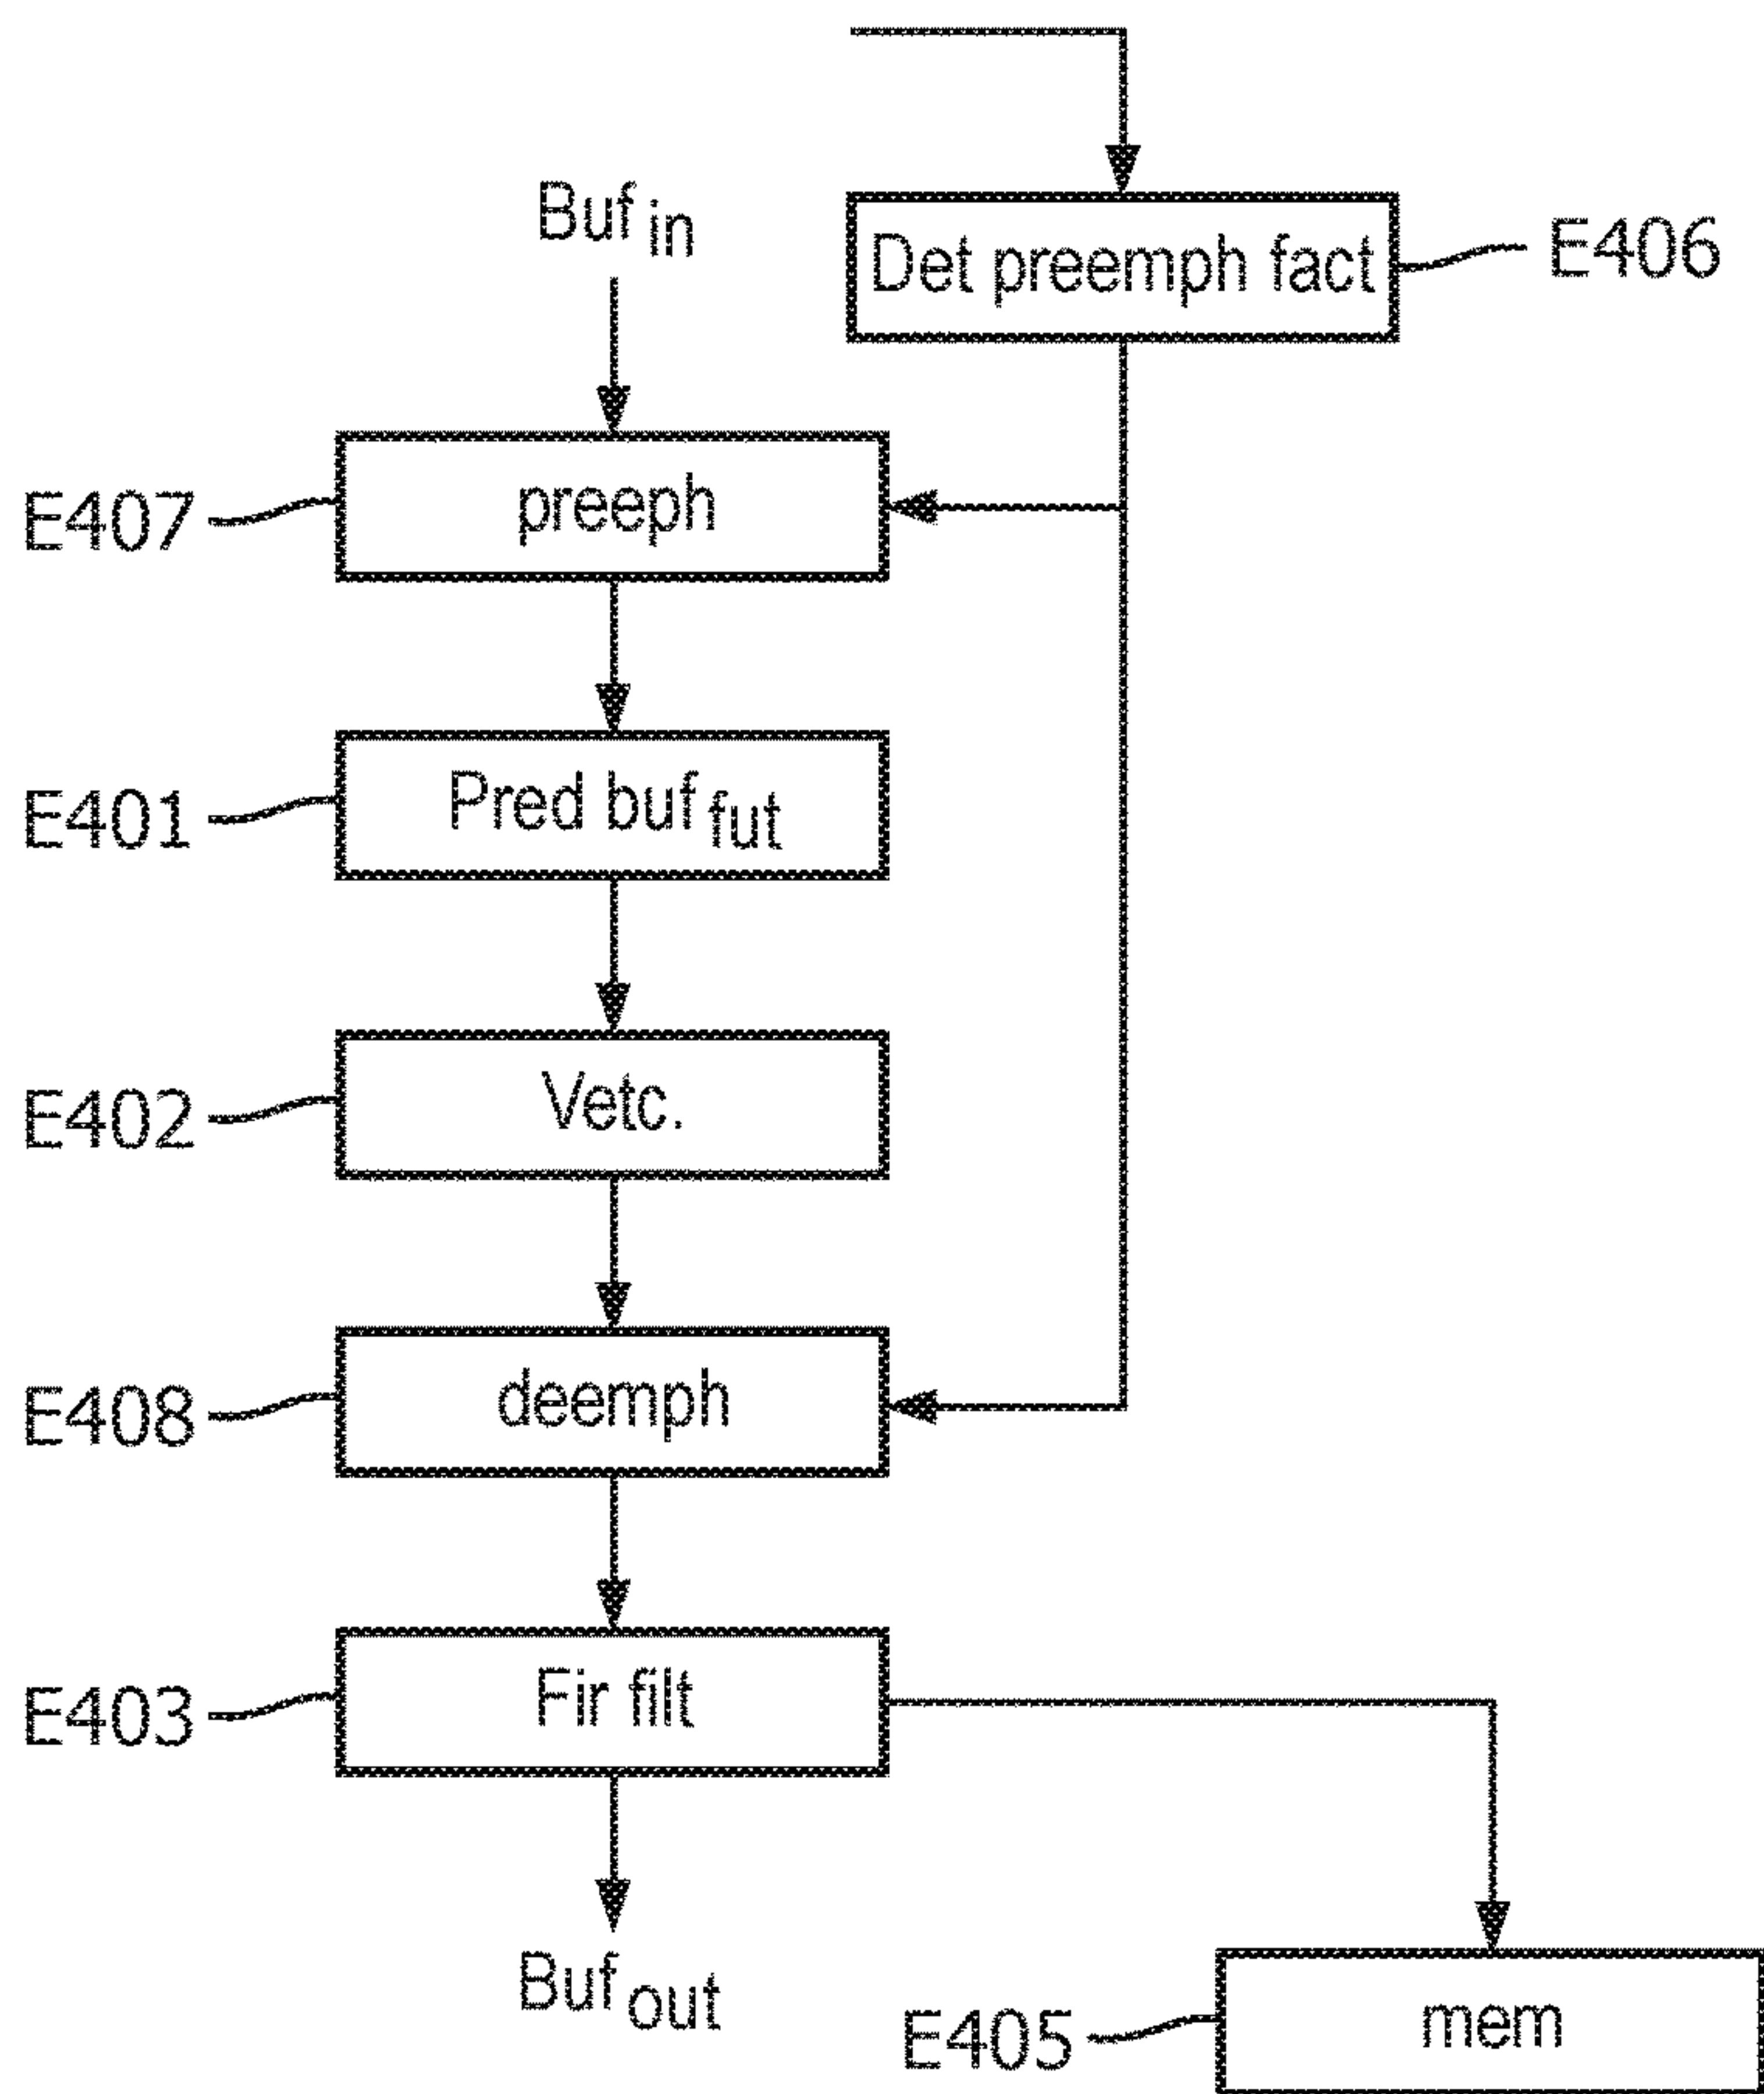 Buf in
Det preemph fact
E406
E407
preeph
E401
Pred buf fut
E402
Vetc.
E408
deemph
E403
Fir filt
Buf out
E405
mem